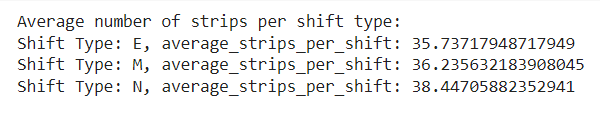 Average number of strips per shift type:
Shift Type: E, average_strips_per_shift: 35.73717948717949
Shift Type: M, average_strips_per_shift: 36.235632183908045
Shift Type: N, average_strips_per_shift: 38.44705882352941